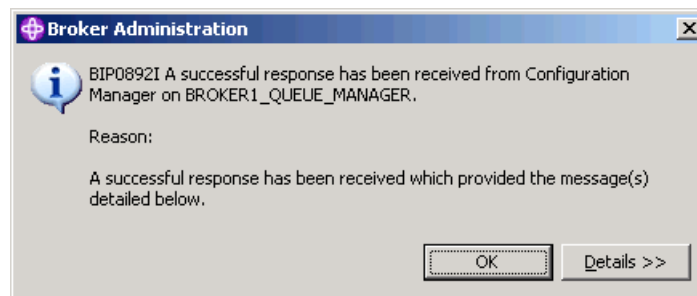 Broker Administration
BIP0892I A successful response has been received from Configuration
Manager on BROKER1_QUEUE_MANAGER.
Reason:
A successful response has been received which provided the message(s)
detailed below.
OK
Details >>